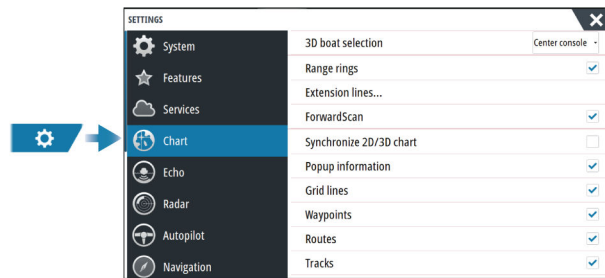 SETTINGS
System
Features
Services
Chart
Echo
Radar
Autopilot
Navigation
3D boat selection Center console
Range rings
Extension lines...
ForwardScan
Synchronize 2D/3D chart
Popup information
Grid lines
Waypoints
Routes
Tracks